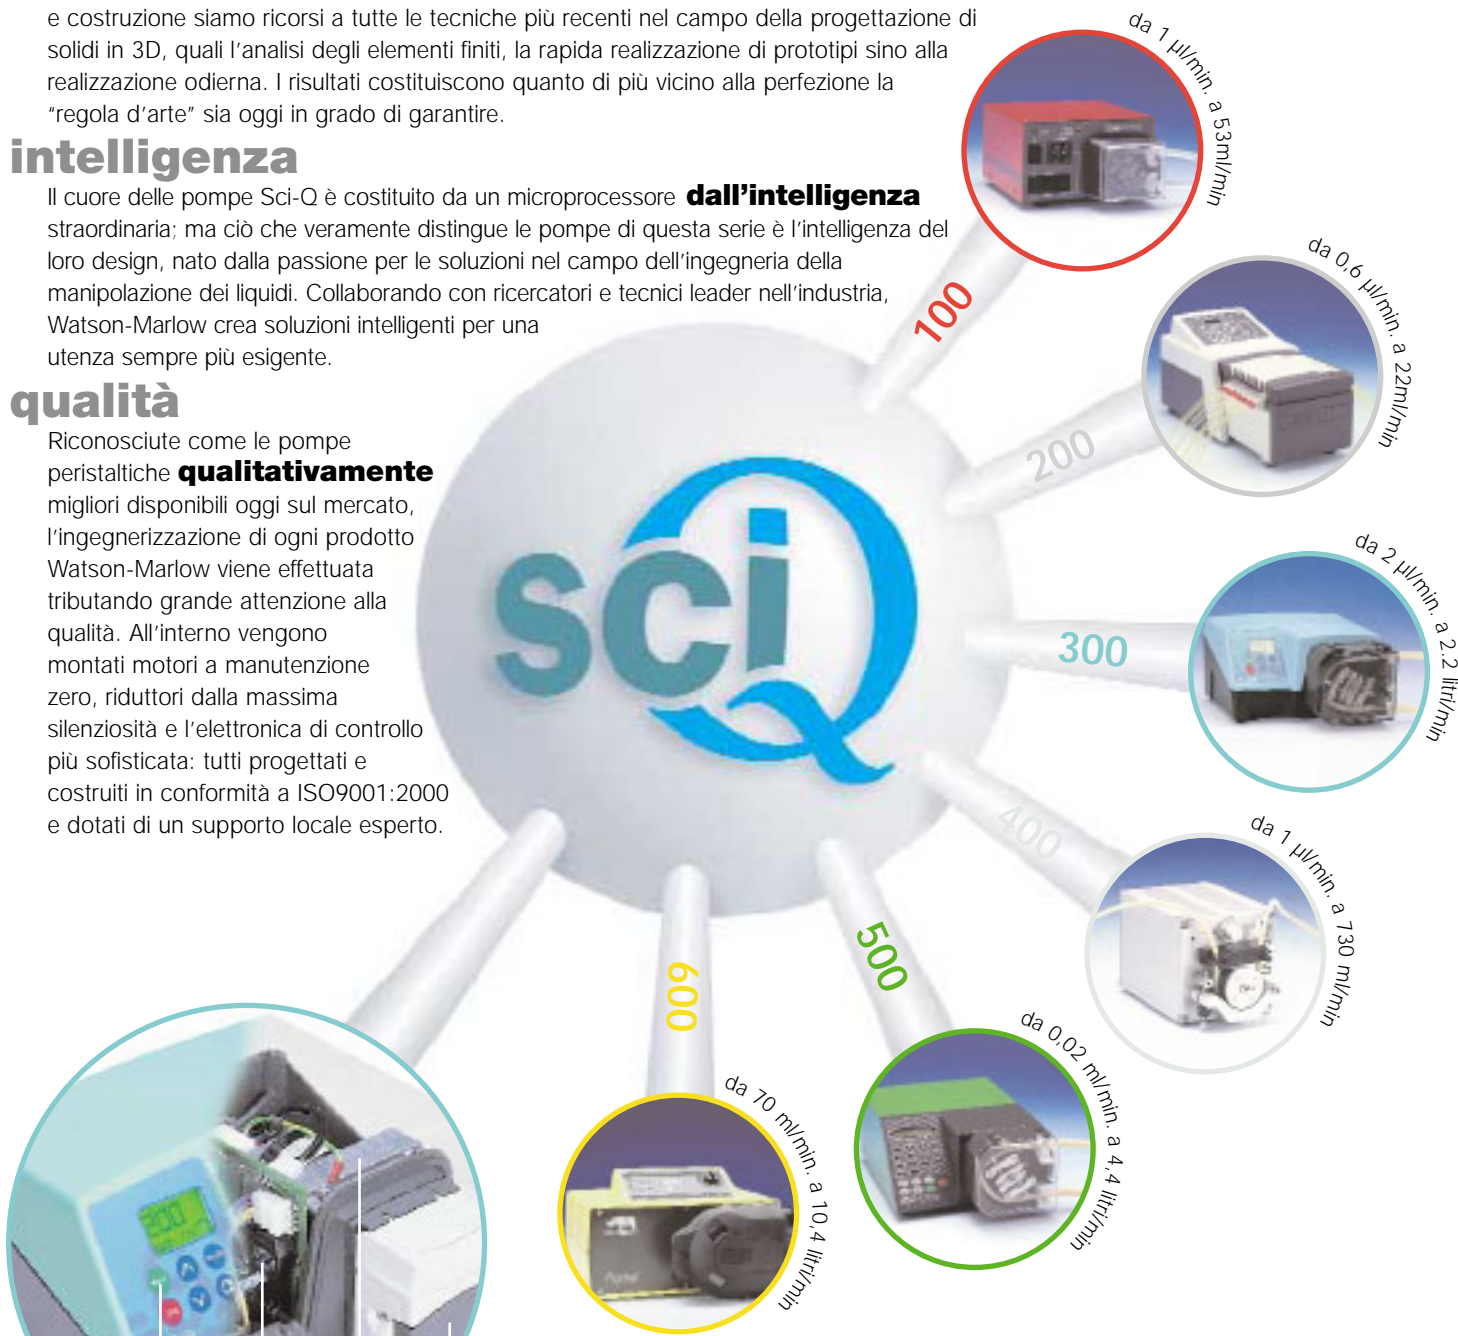 e costruzione siamo ricorsi a tutte le tecniche più recenti nel campo della progettazione di
solidi in 3D, quali l'analisi degli elementi finiti, la rapida realizzazione di prototipi sino alla
realizzazione odierna. I risultati costituiscono quanto di più vicino alla perfezione la
"regola d'arte" sia oggi in grado di garantire.
intelligenza
Il cuore delle pompe Sci-Q è costituito da un microprocessore dall'intelligenza
straordinaria; ma ciò che veramente distingue le pompe di questa serie è l'intelligenza del
loro design, nato dalla passione per le soluzioni nel campo dell'ingegneria della
manipolazione dei liquidi. Collaborando con ricercatori e tecnici leader nell'industria,
Watson-Marlow crea soluzioni intelligenti per una
utenza sempre più esigente.
qualità
Riconosciute come le pompe
peristaltiche qualitativamente
migliori disponibili oggi sul mercato,
l'ingegnerizzazione di ogni prodotto
Watson-Marlow viene effettuata
tributando grande attenzione alla
qualità. All'interno vengono
montati motori a manutenzione
zero, riduttori dalla massima
silenziosità e l'elettronica di controllo
più sofisticata: tutti progettati e
costruiti in conformità a ISO9001:2000
e dotati di un supporto locale esperto.
sciQ
100
da 1 µl/min. a 53ml/min
200
da 0,6 µl/min. a 22ml/min
300
da 2 µl/min. a 2.2 litri/min
400
da 1 µl/min. a 730 ml/min
500
da 0,02 ml/min. a 4,4 litri/min
600
da 70 ml/min. a 10,4 litri/min
300